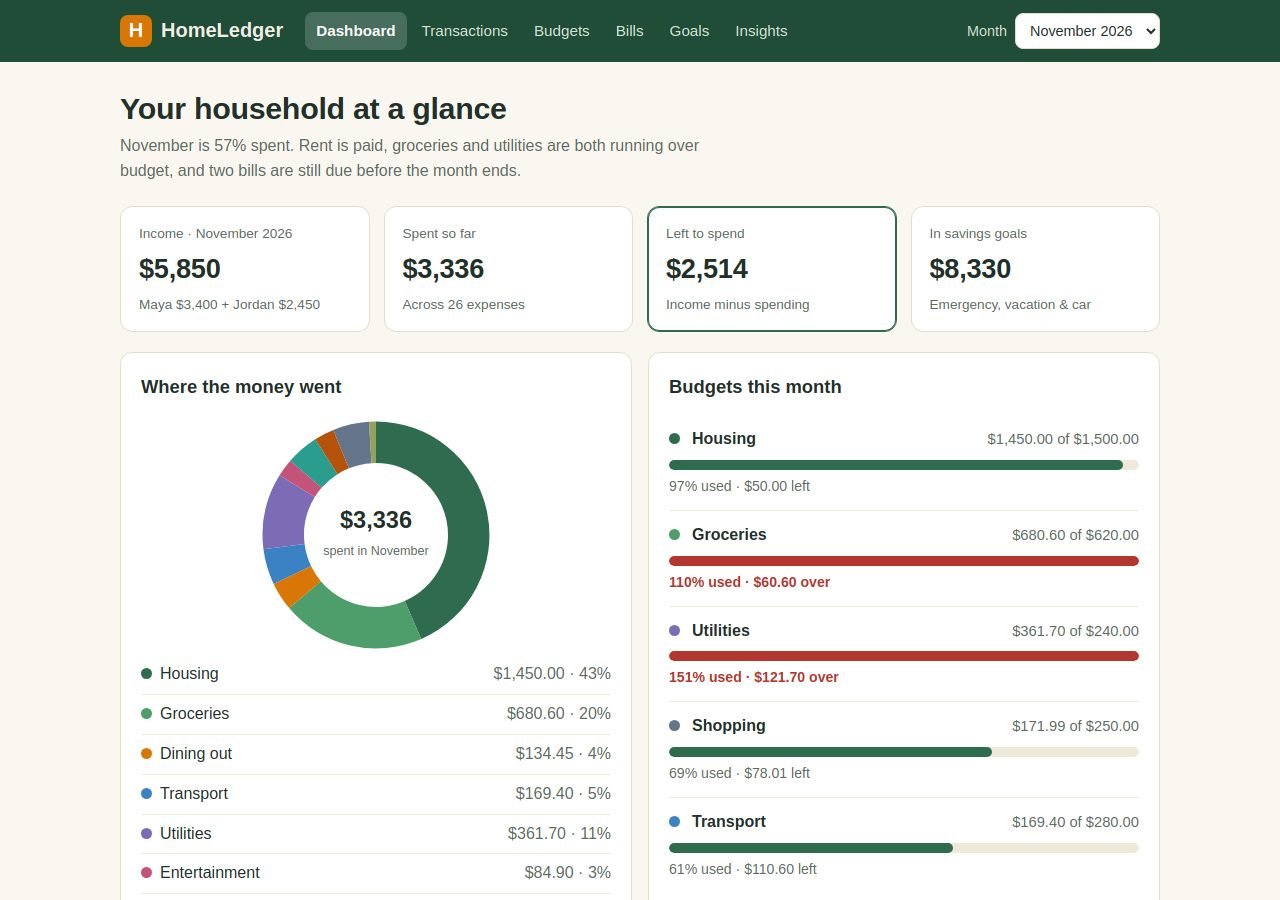 H HomeLedger Dashboard Transactions Budgets Bills Goals Insights Month November 2026
Your household at a glance
November is 57% spent. Rent is paid, groceries and utilities are both running over
budget, and two bills are still due before the month ends.
Income · November 2026
$5,850
Maya $3,400 + Jordan $2,450
Spent so far
$3,336
Across 26 expenses
Left to spend
$2,514
Income minus spending
In savings goals
$8,330
Emergency, vacation & car
Where the money went
$3,336
spent in November
Housing $1,450.00 · 43%
Groceries $680.60 · 20%
Dining out $134.45 · 4%
Transport $169.40 · 5%
Utilities $361.70 · 11%
Entertainment $84.90 · 3%
Budgets this month
Housing $1,450.00 of $1,500.00
97% used · $50.00 left
Groceries $680.60 of $620.00
110% used · $60.60 over
Utilities $361.70 of $240.00
151% used · $121.70 over
Shopping $171.99 of $250.00
69% used · $78.01 left
Transport $169.40 of $280.00
61% used · $110.60 left